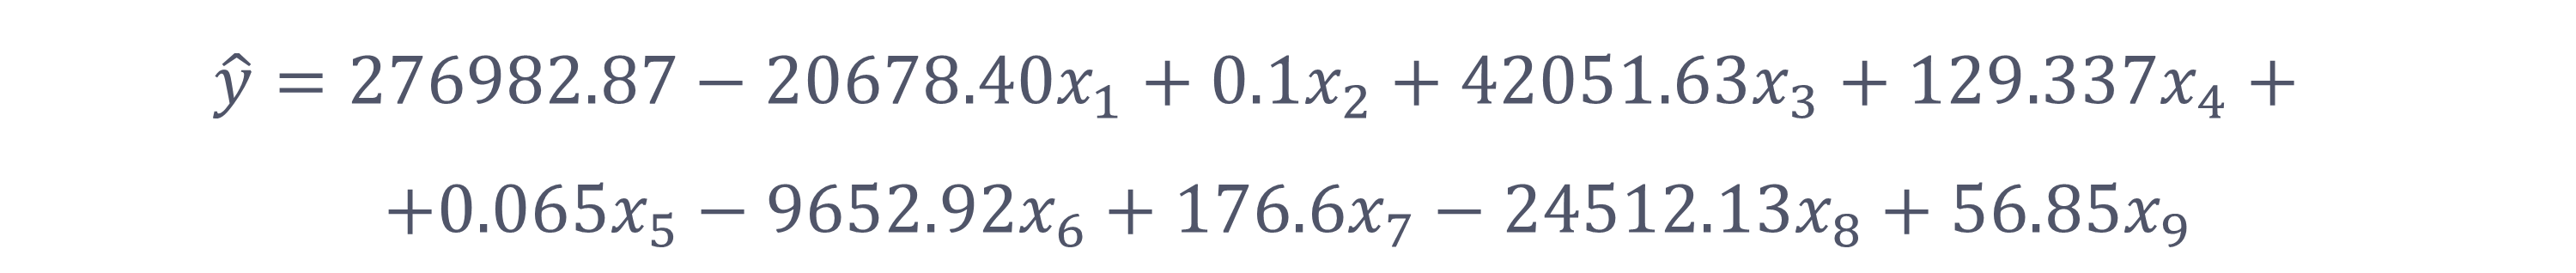 ŷ = 276982.87 − 20678.40x₁ + 0.1x₂ + 42051.63x₃ + 129.337x₄ +
+0.065x₅ − 9652.92x₆ + 176.6x₇ − 24512.13x₈ + 56.85x₉